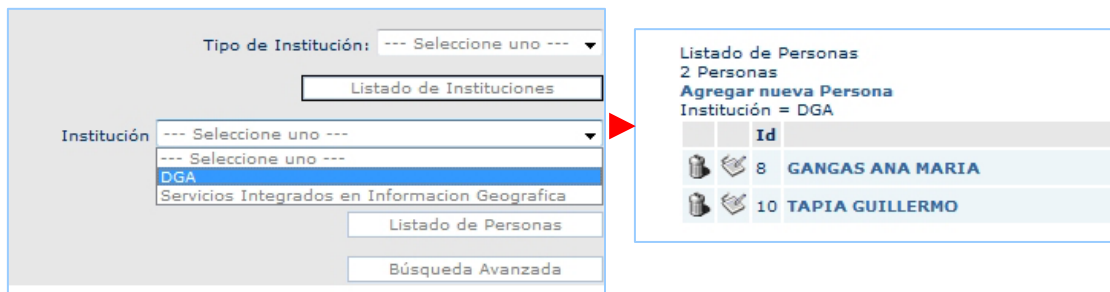 Tipo de Institución: --- Seleccione uno ---
Listado de Instituciones
Institución --- Seleccione uno ---
--- Seleccione uno ---
DGA
Servicios Integrados en Informacion Geografica
Listado de Personas
Búsqueda Avanzada
Listado de Personas
2 Personas
Agregar nueva Persona
Institución = DGA
Id
8 GANGAS ANA MARIA
10 TAPIA GUILLERMO